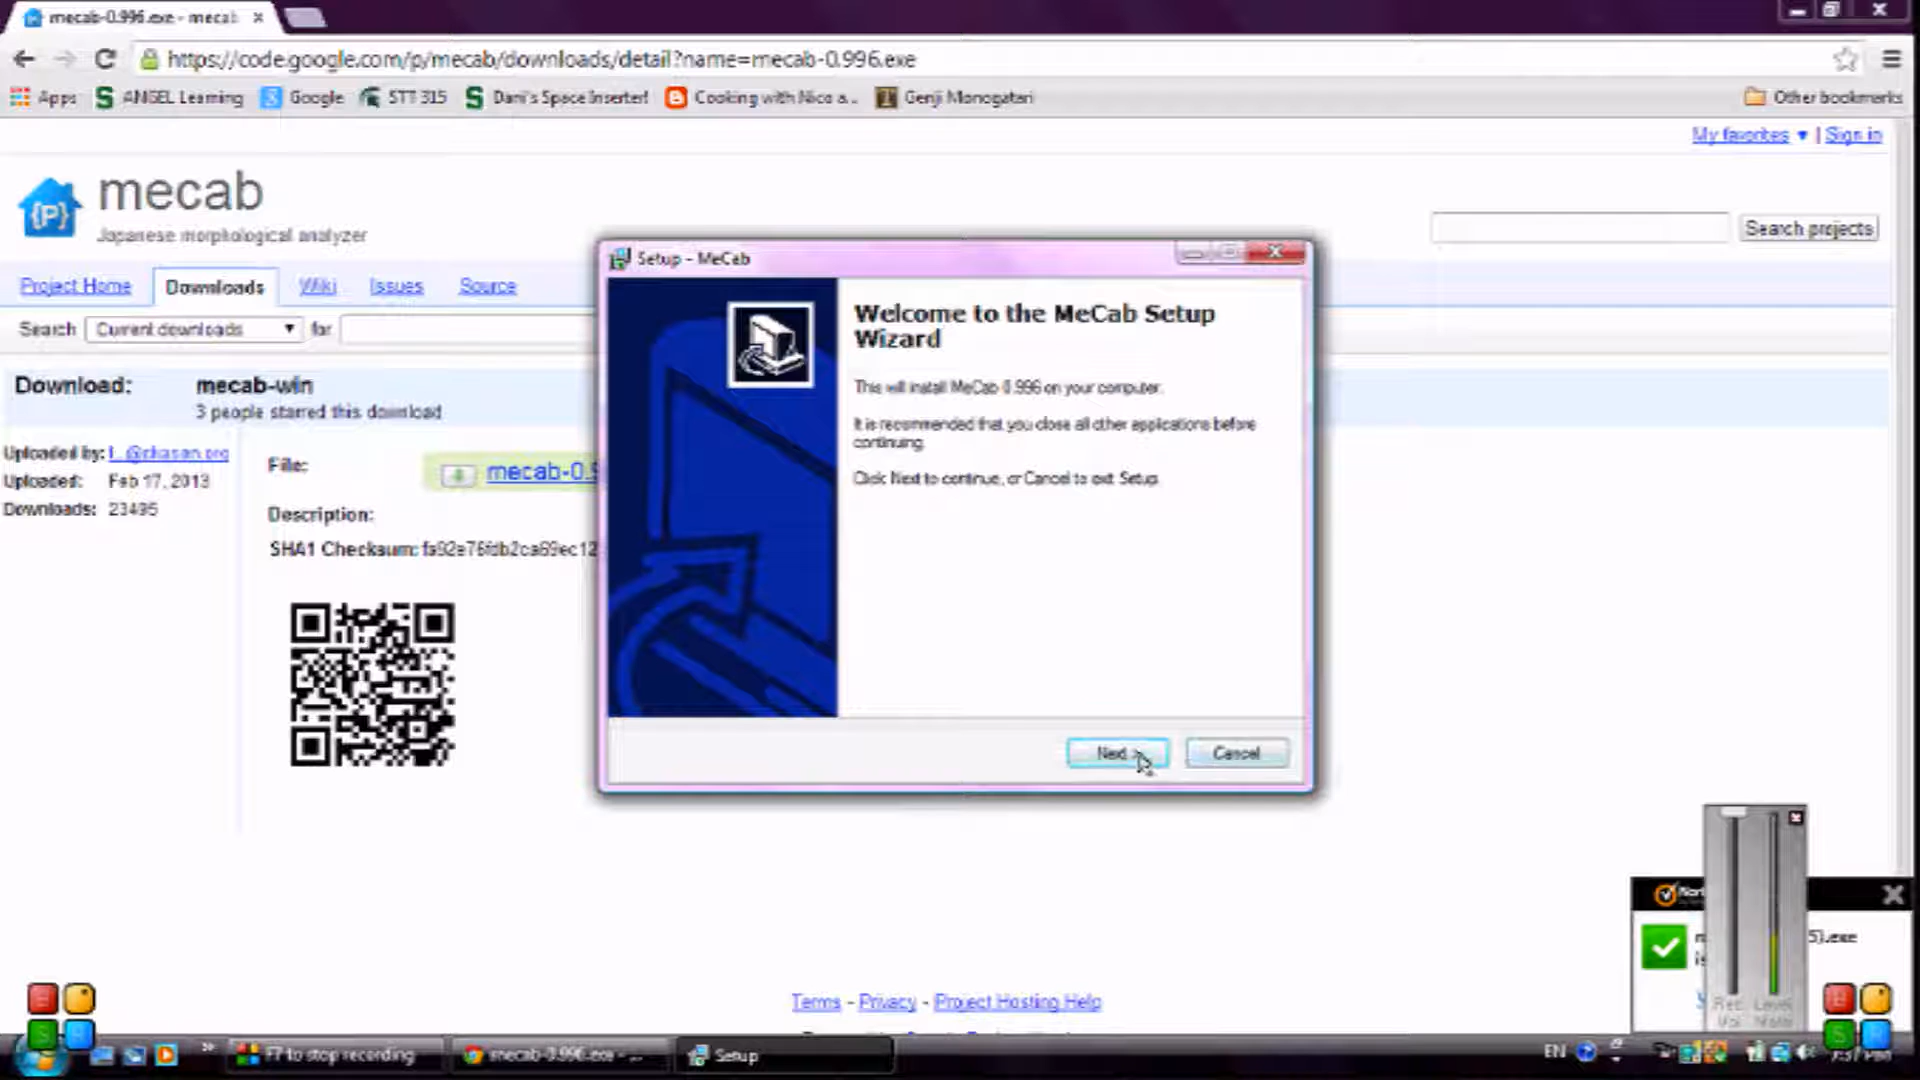 mecab-0.996.exe - mecab
https://code.google.com/p/mecab/downloads/detail?name=mecab-0.996.exe
Apps ANGEL Learning Google STT 315 Dani's Space Inserter! Cooking with Nico a... Genji Monogatari Other bookmarks
My favorites ▼ | Sign in
mecab
Japanese morphological analyzer
Search projects
Project Home Downloads Wiki Issues Source
Search Current downloads for
Download: mecab-win
3 people starred this download
Uploaded by:
Uploaded: Feb 17, 2013
Downloads: 23495
File: mecab-0.9
Description:
SHA1 Checksum:
Setup - MeCab
Welcome to the MeCab Setup
Wizard
This will install MeCab 0.996 on your computer.
It is recommended that you close all other applications before
continuing.
Click Next to continue, or Cancel to exit Setup.
Next > Cancel
5).exe
Terms - Privacy - Project Hosting Help
F7 to stop recording mecab-0.996.exe - ... Setup
EN